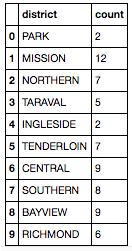 district count
0 PARK 2
1 MISSION 12
2 NORTHERN 7
3 TARAVAL 5
4 INGLESIDE 2
5 TENDERLOIN 7
6 CENTRAL 9
7 SOUTHERN 8
8 BAYVIEW 9
9 RICHMOND 6